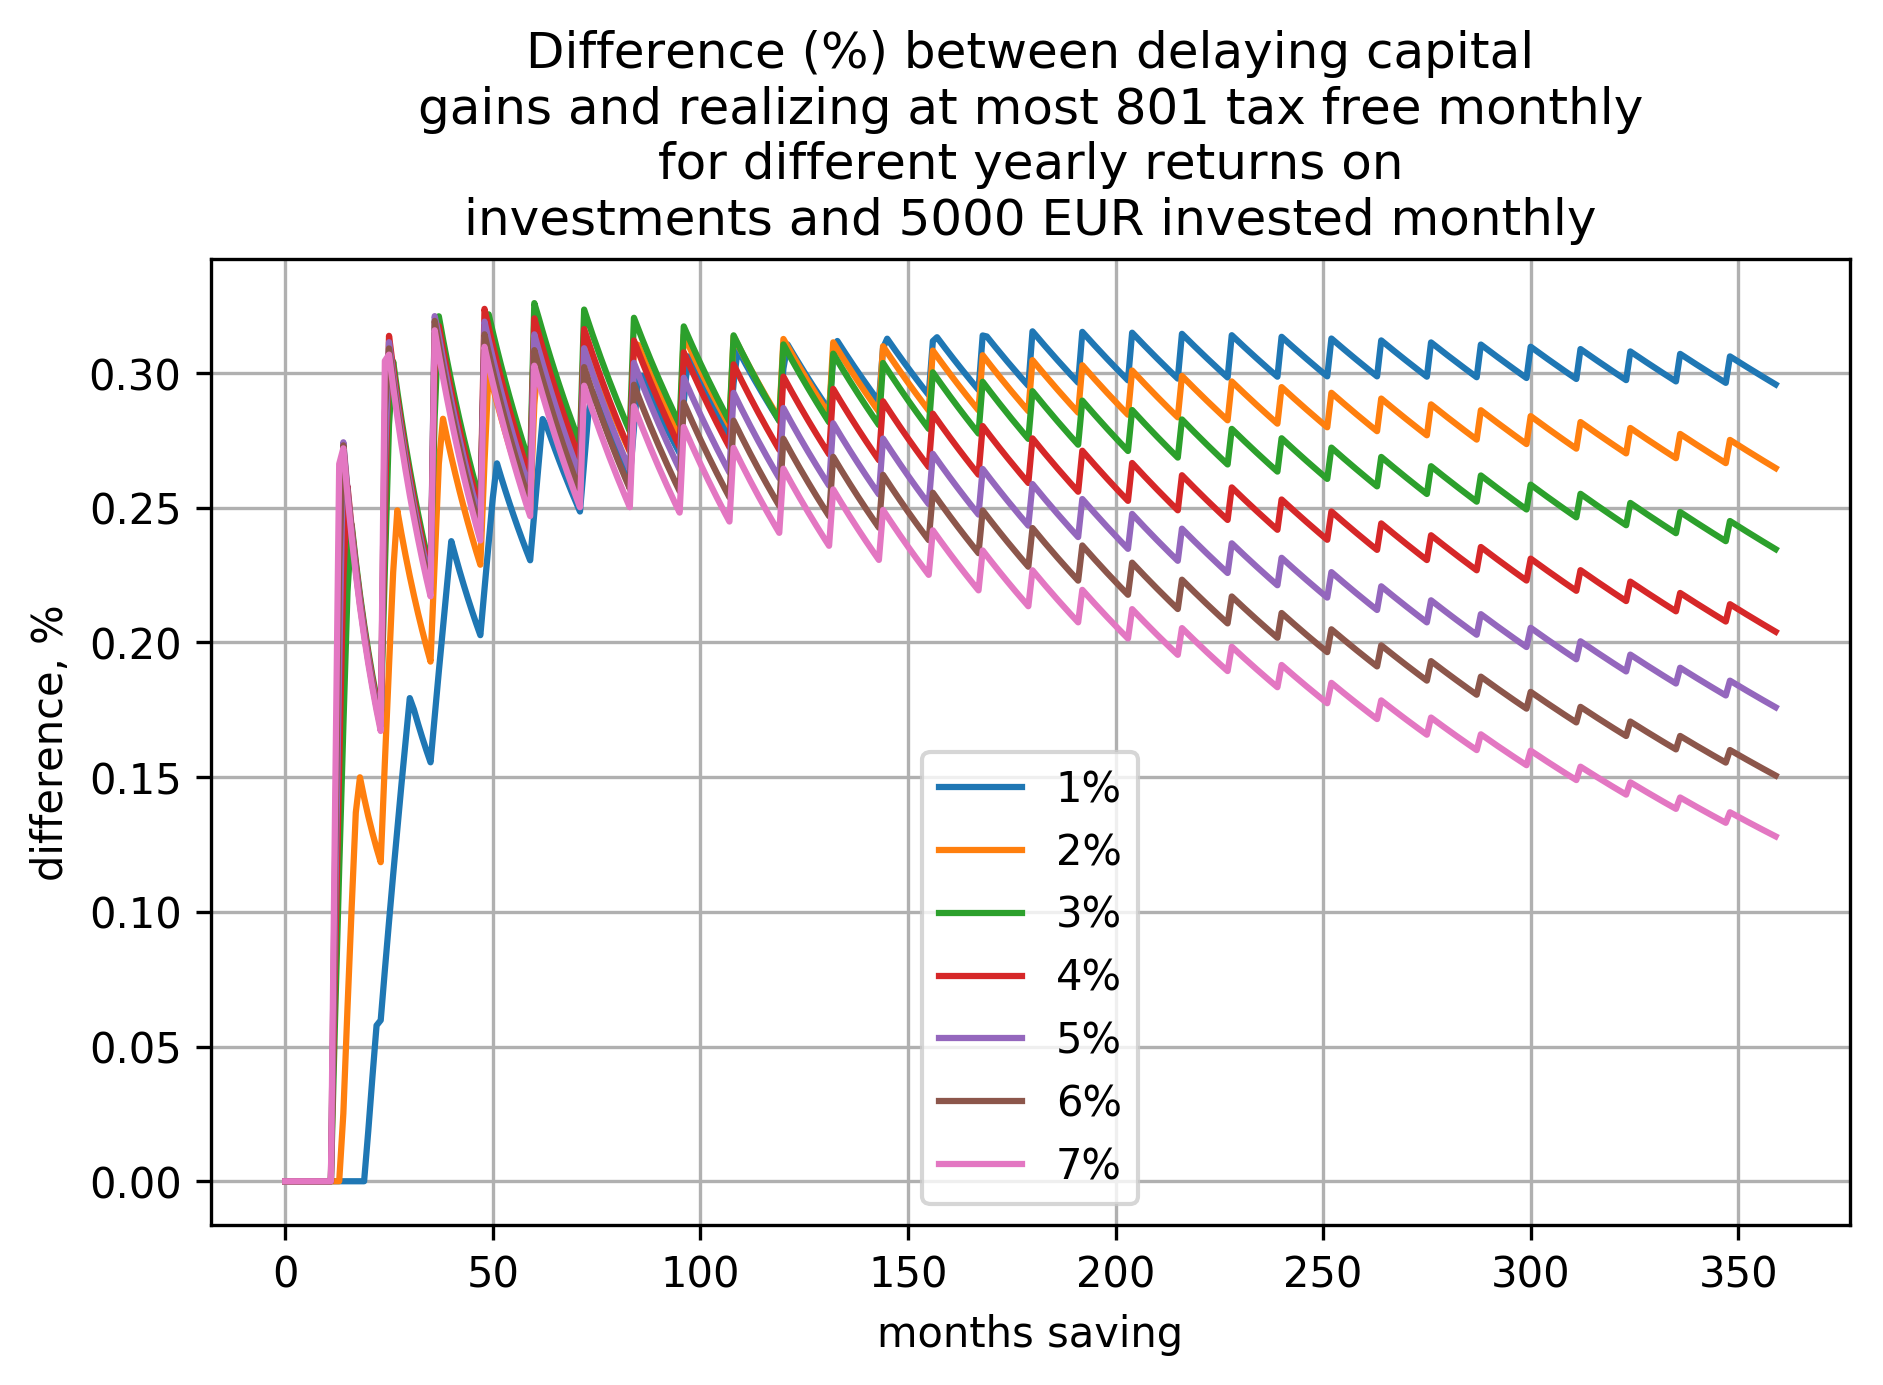 Difference (%) between delaying capital
gains and realizing at most 801 tax free monthly
for different yearly returns on
investments and 5000 EUR invested monthly
difference, %
0.30
0.25
0.20
0.15
0.10
0.05
0.00
1%
2%
3%
4%
5%
6%
7%
0 50 100 150 200 250 300 350
months saving